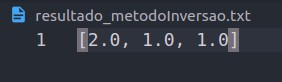 resultado_metodoInversao.txt
1 [2.0, 1.0, 1.0]